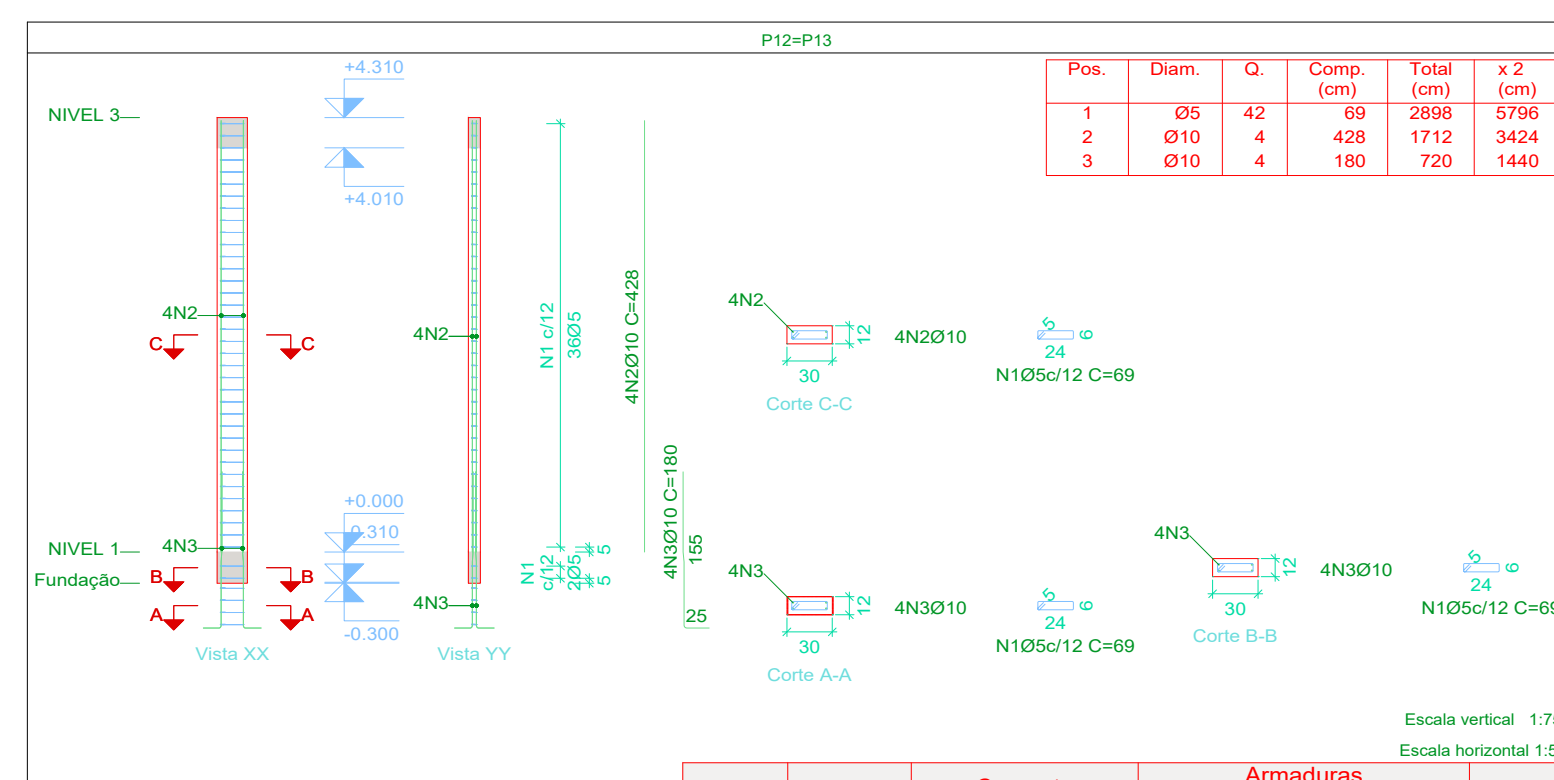 P12=P13
Pos. Diam. Q. Comp. (cm) Total (cm) x 2 (cm)
1 Ø5 42 69 2898 5796
2 Ø10 4 428 1712 3424
3 Ø10 4 180 720 1440
NIVEL 3
+4.310
+4.010
4N2
C C
4N2
N1 c/12
36Ø5
4N2Ø10 C=428
4N2
12
30
4N2Ø10
Corte C-C
5
6
24
N1Ø5c/12 C=69
+0.000
0.310
NIVEL 1
4N3
Fundação
B B
A A
4N3
-0.300
Vista XX
Vista YY
N1
c/12
2Ø5
5
5
4N3Ø10 C=180
155
25
4N3
12
30
4N3Ø10
Corte A-A
5
6
24
N1Ø5c/12 C=69
4N3
12
30
4N3Ø10
Corte B-B
5
6
24
N1Ø5c/12 C=69
Escala vertical 1:75
Escala horizontal 1:5
Armaduras